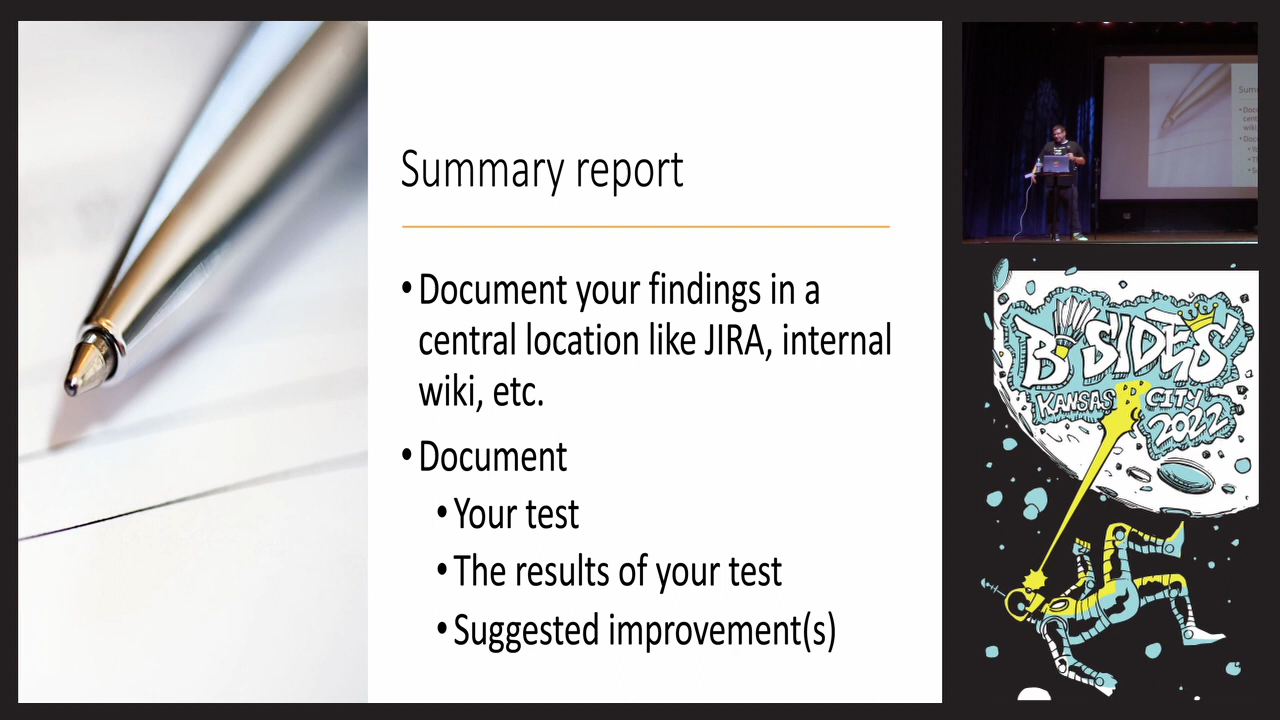 Summary report
•Document your findings in a
central location like JIRA, internal
wiki, etc.
•Document
•Your test
•The results of your test
•Suggested improvement(s)
BSIDES
KANSAS CITY
2022